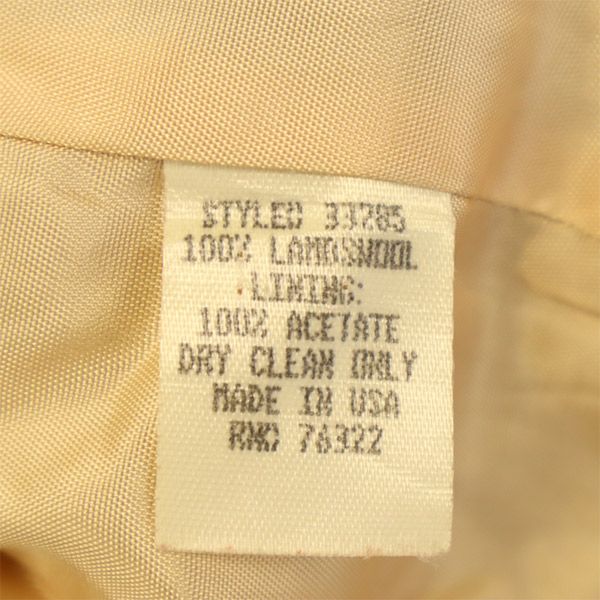 STYLE# 33285
100% LAMBSWOOL
LINING:
100% ACETATE
DRY CLEAN ONLY
MADE IN USA
RN# 76322